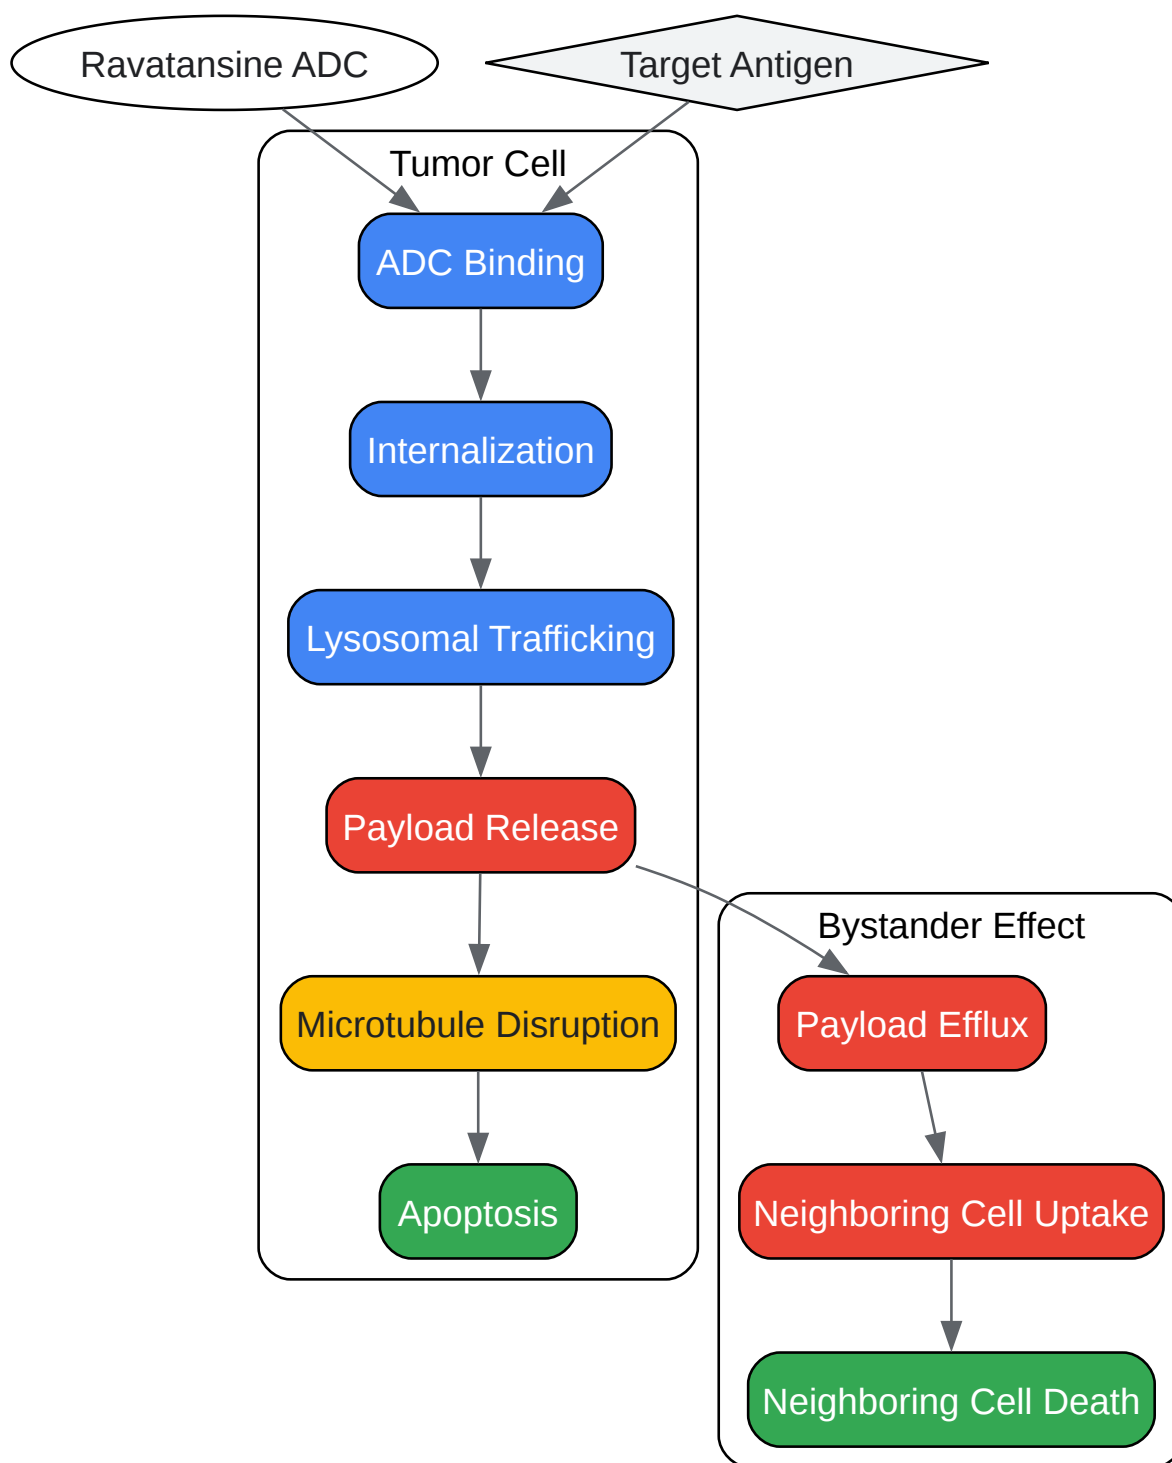 Ravatansine ADC
Target Antigen
Tumor Cell
ADC Binding
Internalization
Lysosomal Trafficking
Payload Release
Bystander Effect
Microtubule Disruption
Payload Efflux
Apoptosis
Neighboring Cell Uptake
Neighboring Cell Death